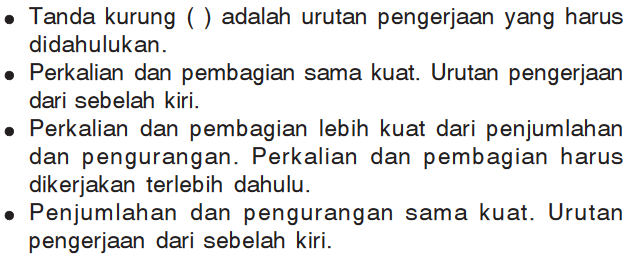 • Tanda kurung ( ) adalah urutan pengerjaan yang harus
didahulukan.
• Perkalian dan pembagian sama kuat. Urutan pengerjaan
dari sebelah kiri.
• Perkalian dan pembagian lebih kuat dari penjumlahan
dan pengurangan. Perkalian dan pembagian harus
dikerjakan terlebih dahulu.
• Penjumlahan dan pengurangan sama kuat. Urutan
pengerjaan dari sebelah kiri.